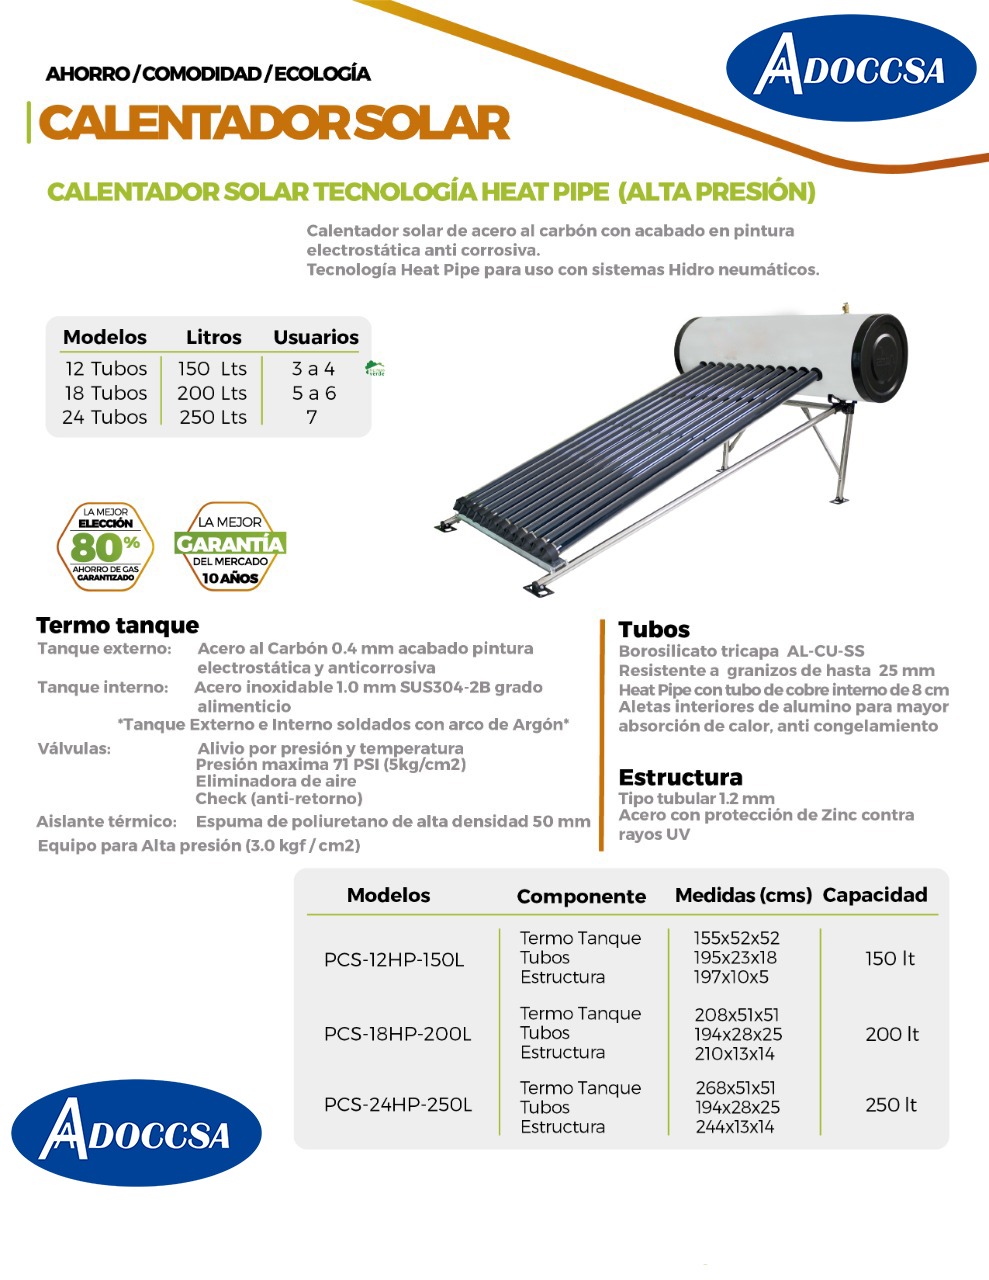 AHORRO / COMODIDAD / ECOLOGÍA
ADOCCSA
CALENTADOR SOLAR
CALENTADOR SOLAR TECNOLOGÍA HEAT PIPE (ALTA PRESIÓN)
Calentador solar de acero al carbón con acabado en pintura
electrostática anti corrosiva.
Tecnología Heat Pipe para uso con sistemas Hidro neumáticos.
Modelos Litros Usuarios
12 Tubos 150 Lts 3 a 4
18 Tubos 200 Lts 5 a 6
24 Tubos 250 Lts 7
verde
LA MEJOR
ELECCIÓN
80%
AHORRO DE GAS
GARANTIZADO
LA MEJOR
GARANTÍA
DEL MERCADO
10 AÑOS
Termo tanque
Tanque externo: Acero al Carbón 0.4 mm acabado pintura
electrostática y anticorrosiva
Tanque interno: Acero inoxidable 1.0 mm SUS304-2B grado
alimenticio
*Tanque Externo e Interno soldados con arco de Argón*
Válvulas: Alivio por presión y temperatura
Presión maxima 71 PSI (5kg/cm2)
Eliminadora de aire
Check (anti-retorno)
Aislante térmico: Espuma de poliuretano de alta densidad 50 mm
Equipo para Alta presión (3.0 kgf / cm2)
Tubos
Borosilicato tricapa AL-CU-SS
Resistente a granizos de hasta 25 mm
Heat Pipe con tubo de cobre interno de 8 cm
Aletas interiores de alumino para mayor
absorción de calor, anti congelamiento
Estructura
Tipo tubular 1.2 mm
Acero con protección de Zinc contra
rayos UV
Modelos Componente Medidas (cms) Capacidad
PCS-12HP-150L Termo Tanque 155x52x52 150 lt
Tubos 195x23x18
Estructura 197x10x5
PCS-18HP-200L Termo Tanque 208x51x51 200 lt
Tubos 194x28x25
Estructura 210x13x14
PCS-24HP-250L Termo Tanque 268x51x51 250 lt
Tubos 194x28x25
Estructura 244x13x14
ADOCCSA